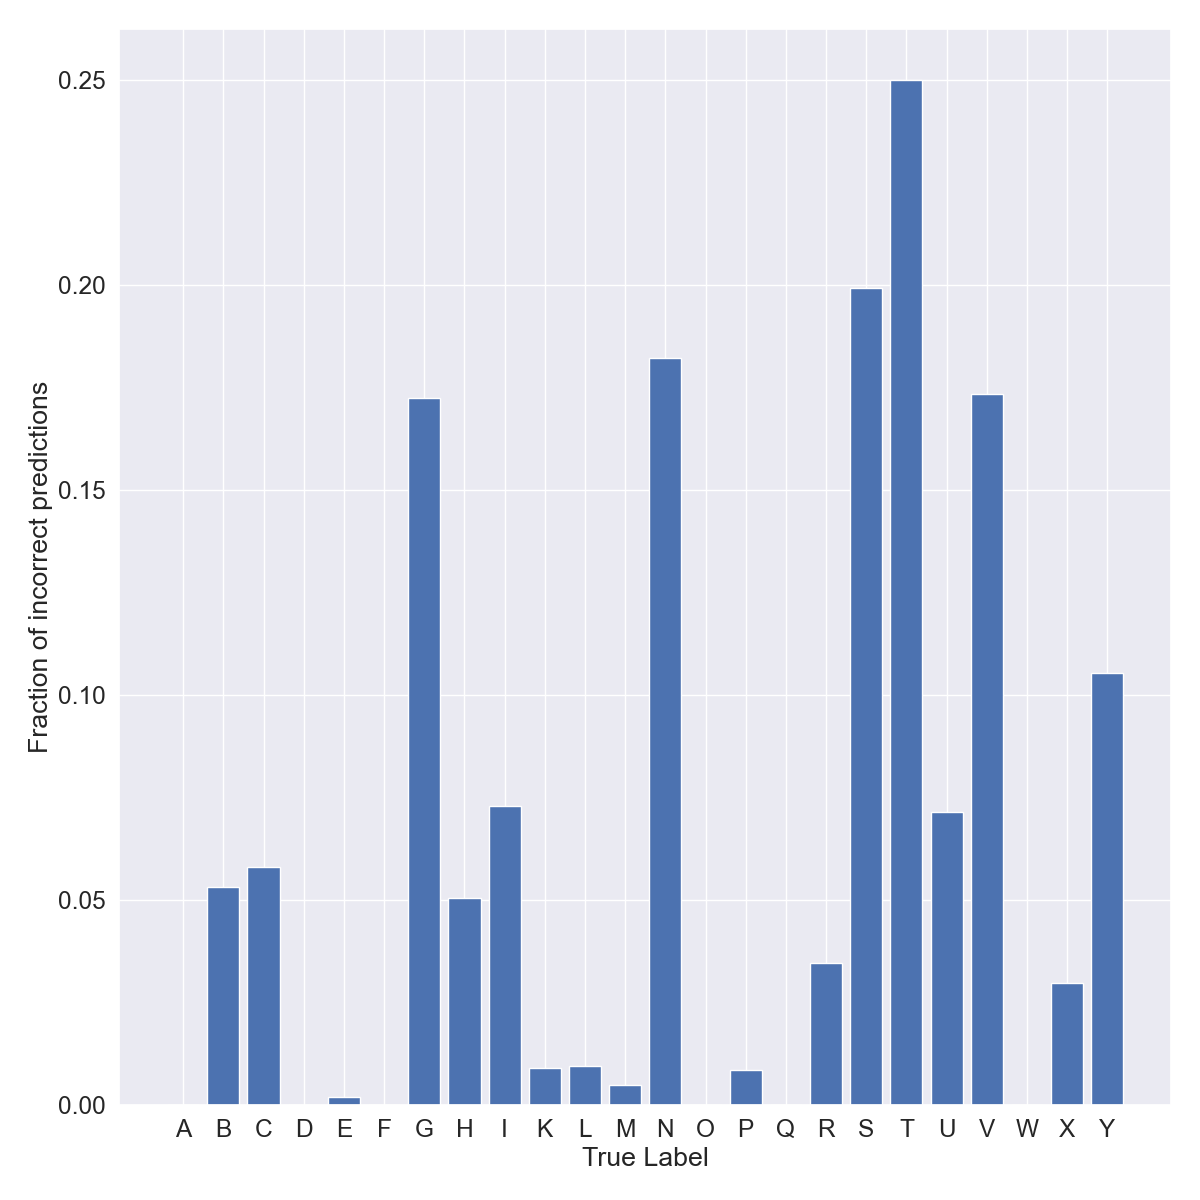 Fraction of incorrect predictions
0.25
0.20
0.15
0.10
0.05
0.00
A B C D E F G H I K L M N O P Q R S T U V W X Y
True Label